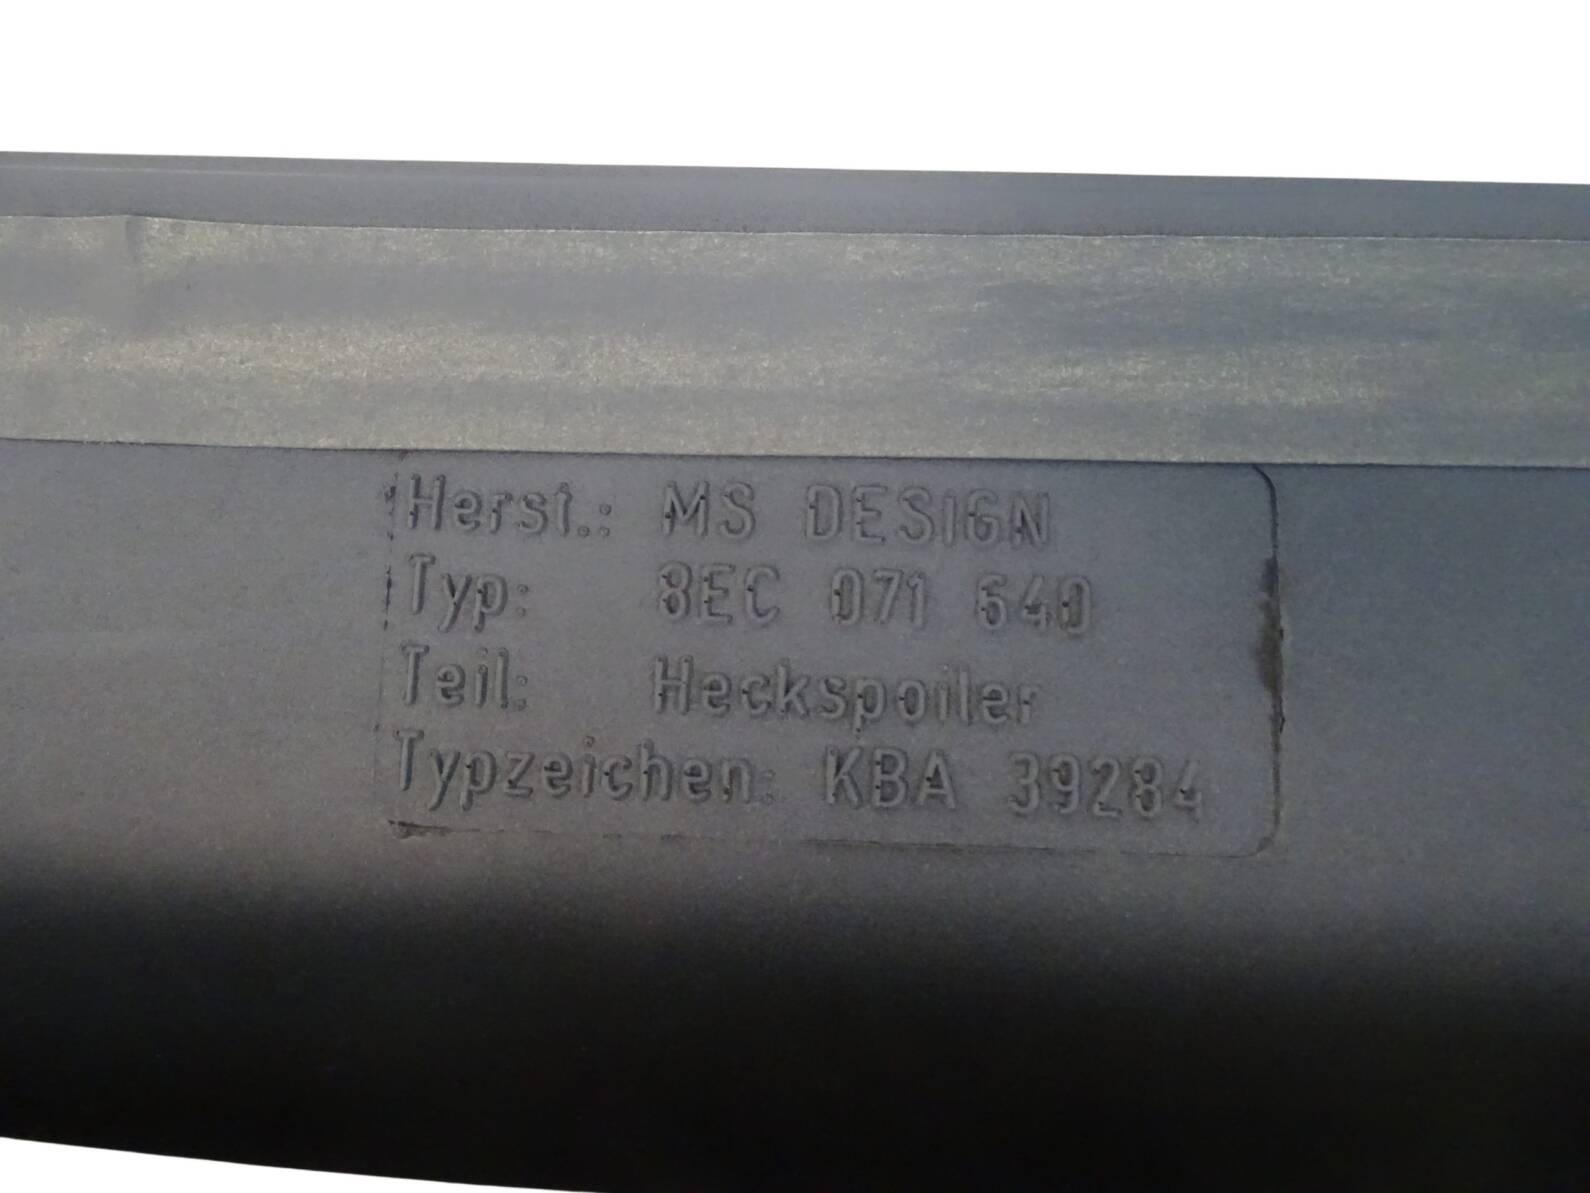 Herst.: MS DESIGN
Typ: 8EC 071 640
Teil: Heckspoiler
Typzeichen: KBA 39284